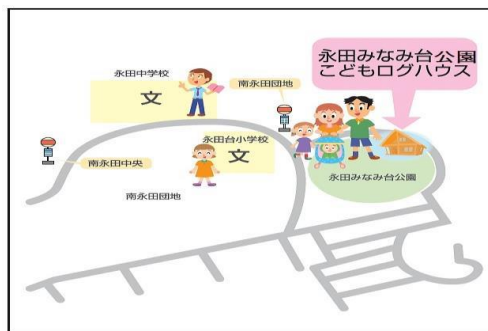 永田みなみ台公園
こどもログハウス
永田中学校
文
南永田団地
永田台小学校
文
南永田中央
南永田団地
永田みなみ台公園